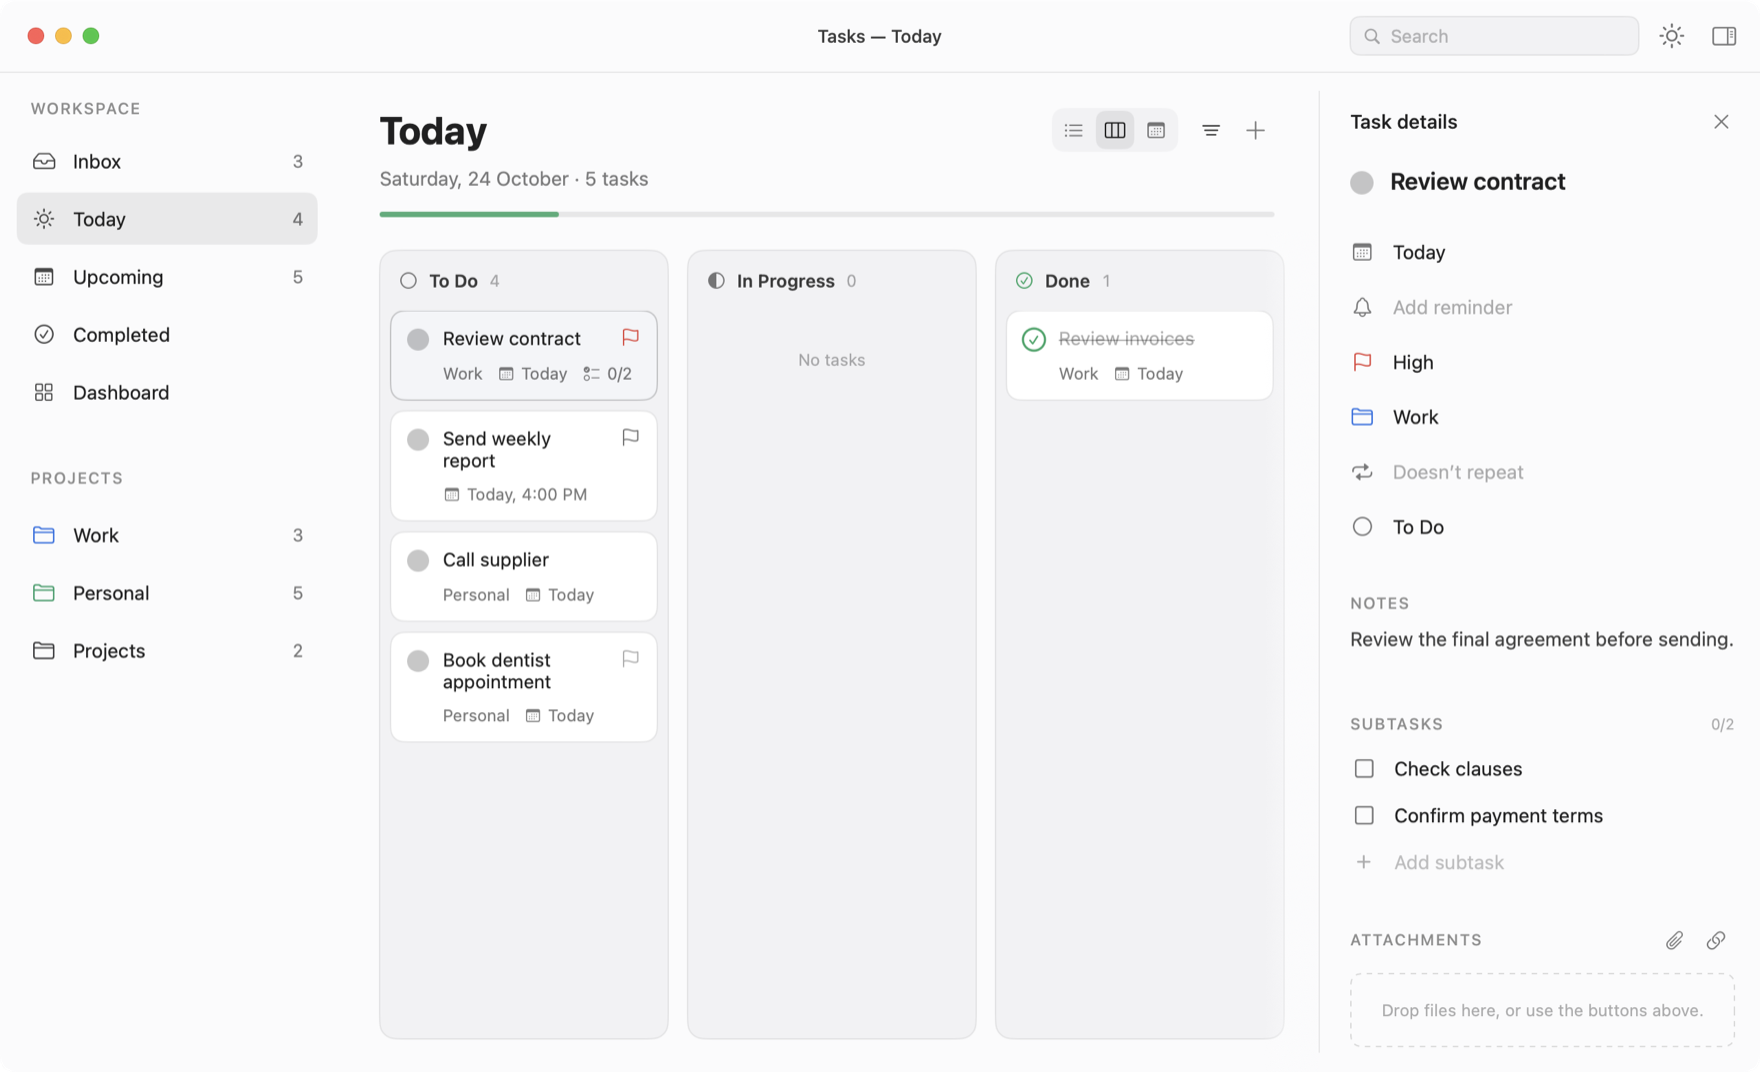 Tasks — Today
Search
WORKSPACE
Inbox 3
Today 4
Upcoming 5
Completed
Dashboard
PROJECTS
Work 3
Personal 5
Projects 2
Today
Saturday, 24 October · 5 tasks
To Do 4
Review contract
Work Today 0/2
Send weekly
report
Today, 4:00 PM
Call supplier
Personal Today
Book dentist
appointment
Personal Today
In Progress 0
No tasks
Done 1
Review invoices
Work Today
Task details
Review contract
Today
Add reminder
High
Work
Doesn’t repeat
To Do
NOTES
Review the final agreement before sending.
SUBTASKS 0/2
Check clauses
Confirm payment terms
Add subtask
ATTACHMENTS
Drop files here, or use the buttons above.